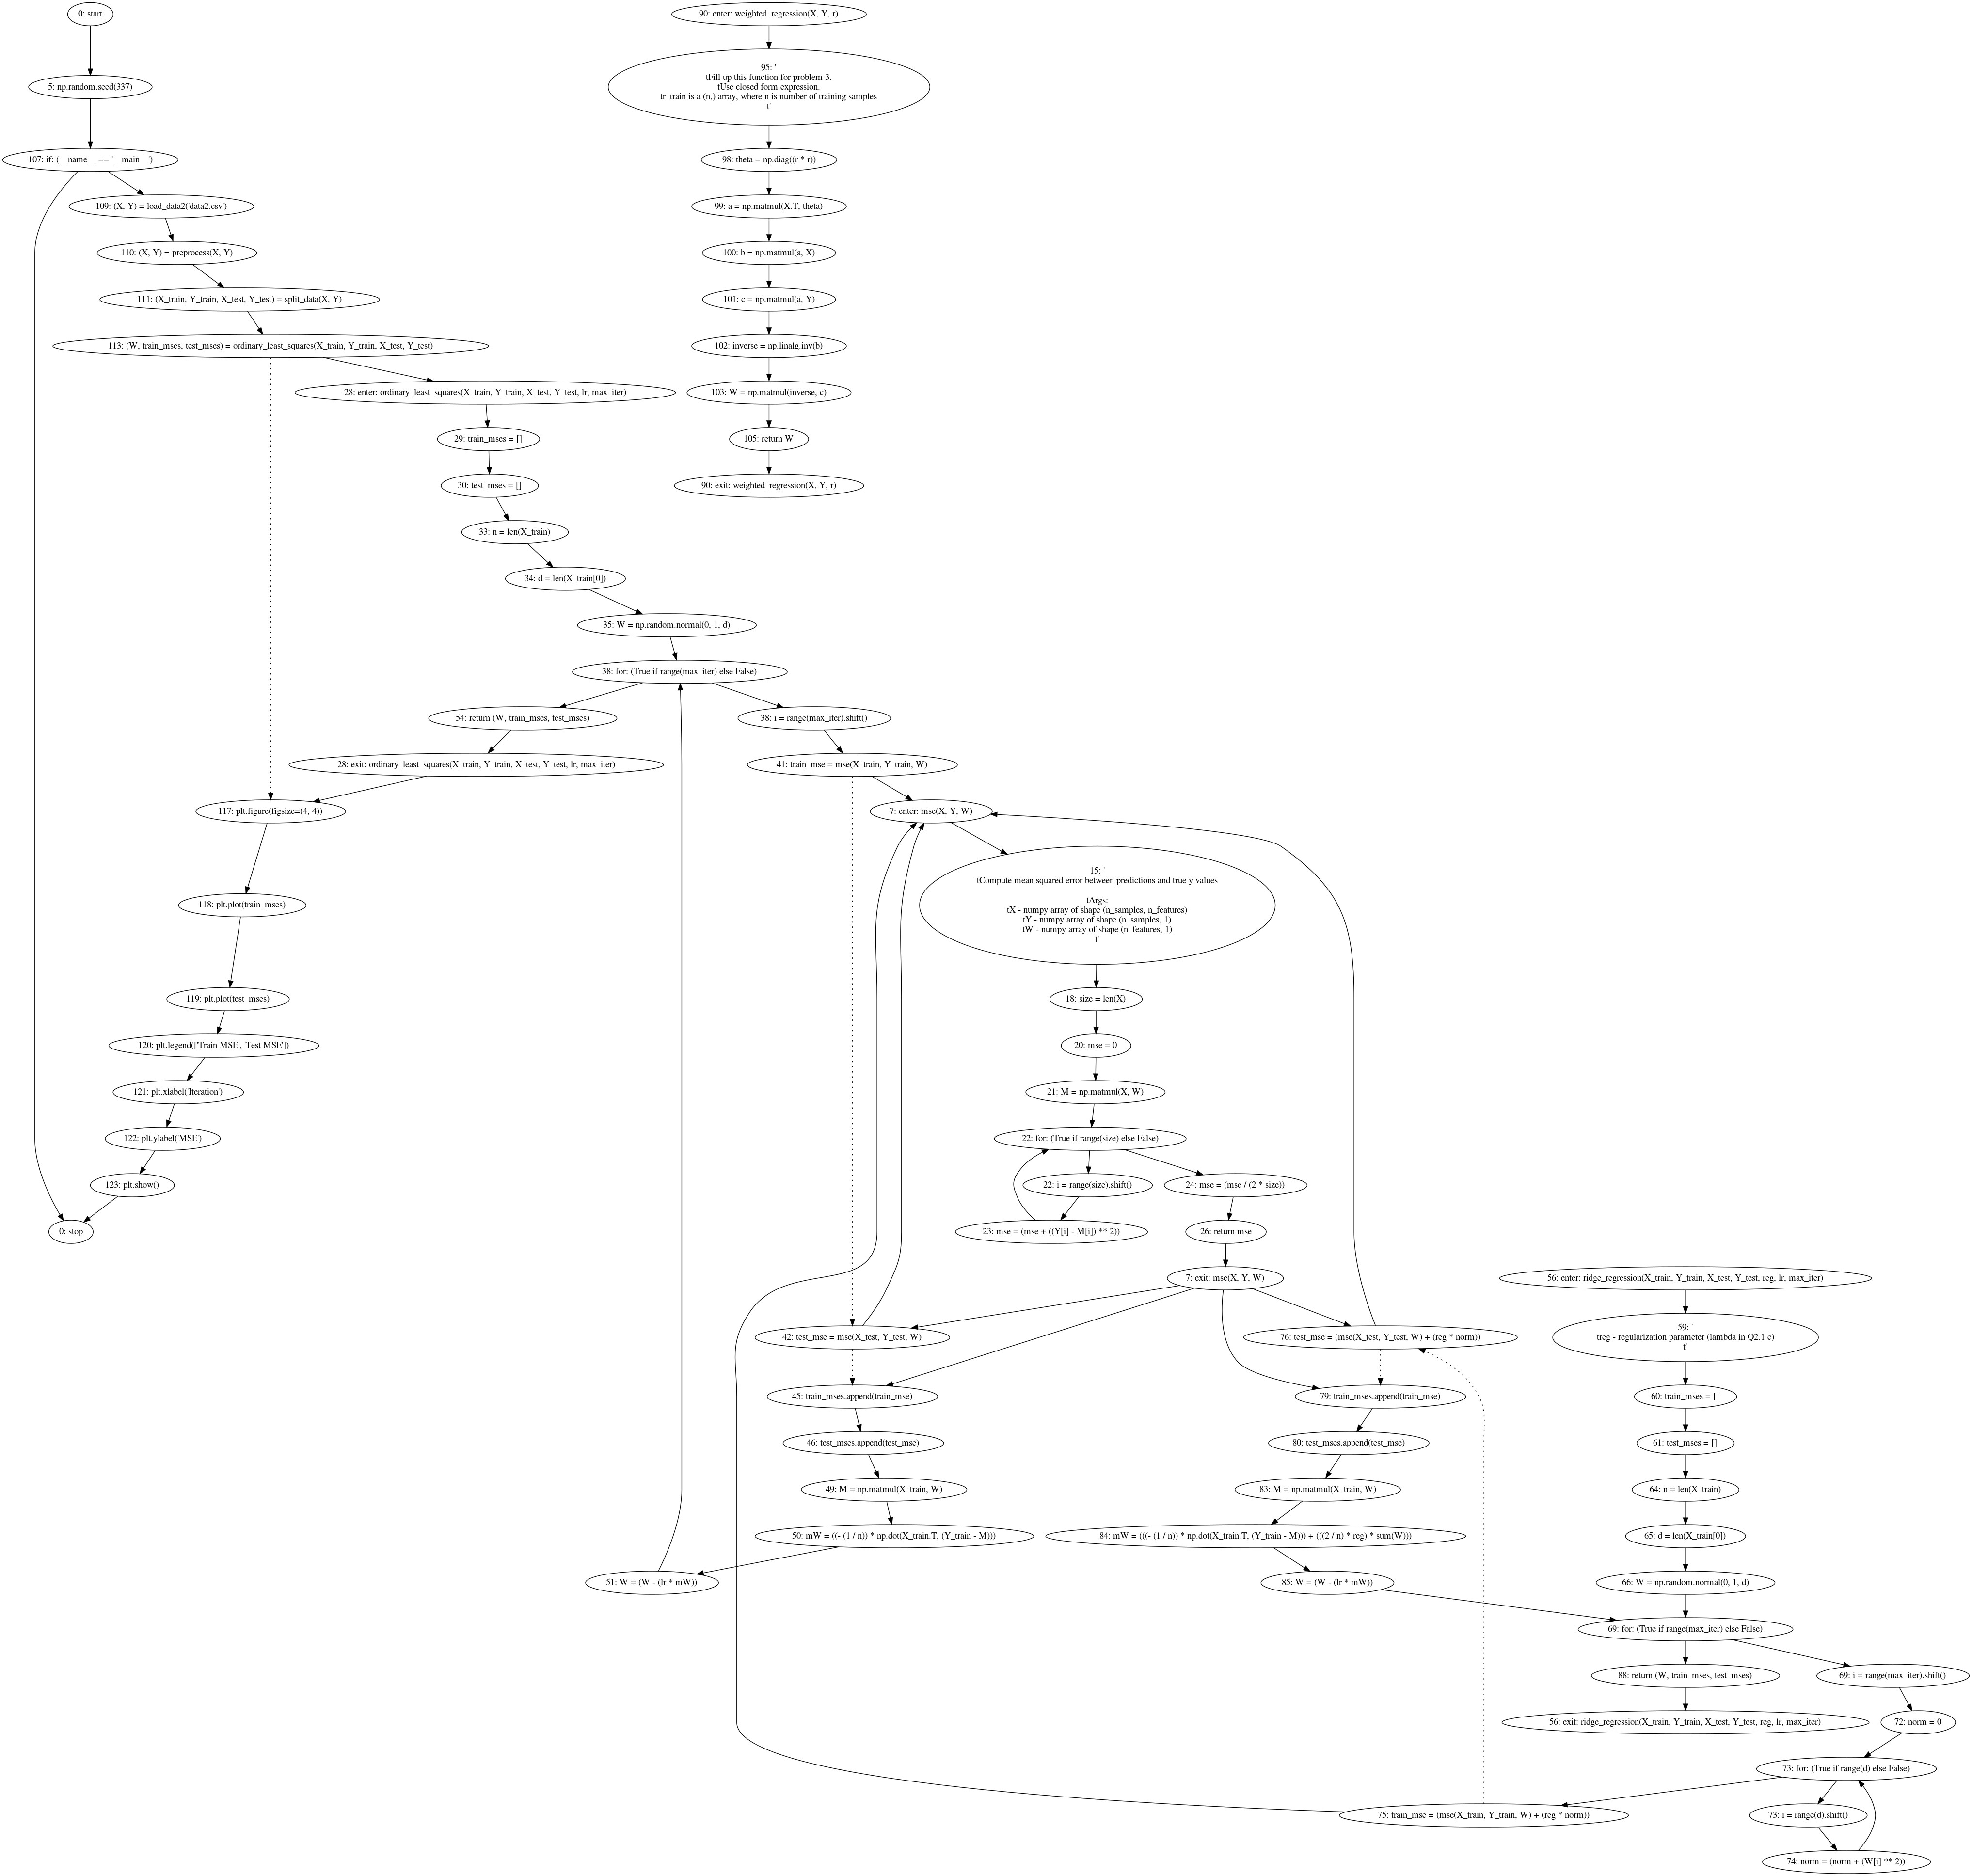 0: start
5: np.random.seed(337)
107: if: (__name__ == '__main__')
109: (X, Y) = load_data2('data2.csv')
110: (X, Y) = preprocess(X, Y)
111: (X_train, Y_train, X_test, Y_test) = split_data(X, Y)
113: (W, train_mses, test_mses) = ordinary_least_squares(X_train, Y_train, X_test, Y_test)
28: enter: ordinary_least_squares(X_train, Y_train, X_test, Y_test, lr, max_iter)
29: train_mses = []
30: test_mses = []
33: n = len(X_train)
34: d = len(X_train[0])
35: W = np.random.normal(0, 1, d)
38: for: (True if range(max_iter) else False)
54: return (W, train_mses, test_mses)
28: exit: ordinary_least_squares(X_train, Y_train, X_test, Y_test, lr, max_iter)
117: plt.figure(figsize=(4, 4))
118: plt.plot(train_mses)
119: plt.plot(test_mses)
120: plt.legend(['Train MSE', 'Test MSE'])
121: plt.xlabel('Iteration')
122: plt.ylabel('MSE')
123: plt.show()
0: stop
90: enter: weighted_regression(X, Y, r)
95: '
tFill up this function for problem 3.
tUse closed form expression.
tr_train is a (n,) array, where n is number of training samples
t'
98: theta = np.diag((r * r))
99: a = np.matmul(X.T, theta)
100: b = np.matmul(a, X)
101: c = np.matmul(a, Y)
102: inverse = np.linalg.inv(b)
103: W = np.matmul(inverse, c)
105: return W
90: exit: weighted_regression(X, Y, r)
38: i = range(max_iter).shift()
41: train_mse = mse(X_train, Y_train, W)
7: enter: mse(X, Y, W)
15: '
tCompute mean squared error between predictions and true y values
tArgs:
tX - numpy array of shape (n_samples, n_features)
tY - numpy array of shape (n_samples, 1)
tW - numpy array of shape (n_features, 1)
t'
18: size = len(X)
20: mse = 0
21: M = np.matmul(X, W)
22: for: (True if range(size) else False)
22: i = range(size).shift()
24: mse = (mse / (2 * size))
23: mse = (mse + ((Y[i] - M[i]) ** 2))
26: return mse
7: exit: mse(X, Y, W)
42: test_mse = mse(X_test, Y_test, W)
45: train_mses.append(train_mse)
46: test_mses.append(test_mse)
49: M = np.matmul(X_train, W)
50: mW = ((- (1 / n)) * np.dot(X_train.T, (Y_train - M)))
51: W = (W - (lr * mW))
76: test_mse = (mse(X_test, Y_test, W) + (reg * norm))
79: train_mses.append(train_mse)
80: test_mses.append(test_mse)
83: M = np.matmul(X_train, W)
84: mW = (((- (1 / n)) * np.dot(X_train.T, (Y_train - M))) + (((2 / n) * reg) * sum(W)))
85: W = (W - (lr * mW))
56: enter: ridge_regression(X_train, Y_train, X_test, Y_test, reg, lr, max_iter)
59: '
treg - regularization parameter (lambda in Q2.1 c)
t'
60: train_mses = []
61: test_mses = []
64: n = len(X_train)
65: d = len(X_train[0])
66: W = np.random.normal(0, 1, d)
69: for: (True if range(max_iter) else False)
88: return (W, train_mses, test_mses)
69: i = range(max_iter).shift()
56: exit: ridge_regression(X_train, Y_train, X_test, Y_test, reg, lr, max_iter)
72: norm = 0
73: for: (True if range(d) else False)
75: train_mse = (mse(X_train, Y_train, W) + (reg * norm))
73: i = range(d).shift()
74: norm = (norm + (W[i] ** 2))